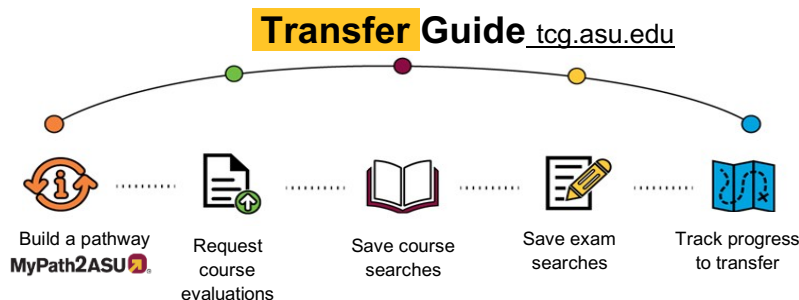 Transfer Guide tcg.asu.edu
Build a pathway
MyPath2ASU
Request
course
evaluations
Save course
searches
Save exam
searches
Track progress
to transfer